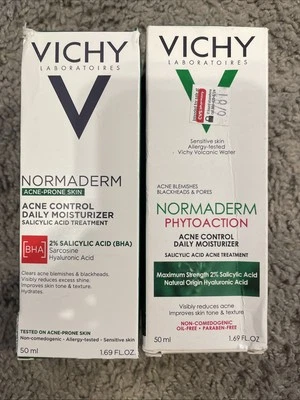 VICHY
LABORATOIRES
NORMADERM
ACNE-PRONE SKIN
ACNE CONTROL
DAILY MOISTURIZER
SALICYLIC ACID TREATMENT
BHA
2% SALICYLIC ACID (BHA)
Sarcosine
Hyaluronic Acid
Clears acne blemishes & blackheads.
Visibly reduces excess shine.
Improves skin tone & texture.
Hydrates.
TESTED ON ACNE-PRONE SKIN
Non-comedogenic - Allergy-tested - Sensitive skin
50 ml
1.69 FL.OZ.
VICHY
LABORATOIRES
Sensitive skin
Allergy-tested
Vichy Volcanic Water
ACNE BLEMISHES
BLACKHEADS & PORES
NORMADERM
PHYTOACTION
ACNE CONTROL
DAILY MOISTURIZER
SALICYLIC ACID ACNE TREATMENT
Maximum Strength 2% Salicylic Acid
Natural Origin Hyaluronic Acid
Visibly reduces acne
Improves skin tone & texture
NON-COMEDOGENIC
OIL-FREE • PARABEN-FREE
50 ml
1.69 FL.OZ.